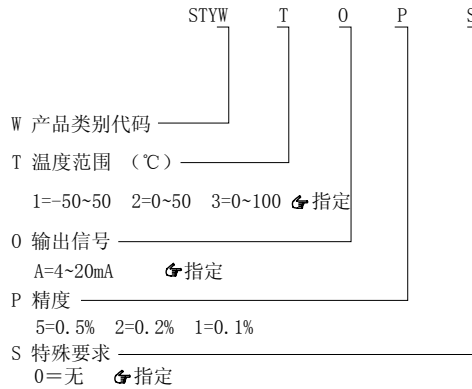 STYW T O P S
W 产品类别代码
T 温度范围 (℃)
1=-50~50 2=0~50 3=0~100 指定
O 输出信号
A=4~20mA 指定
P 精度
5=0.5% 2=0.2% 1=0.1%
S 特殊要求
0=无 指定